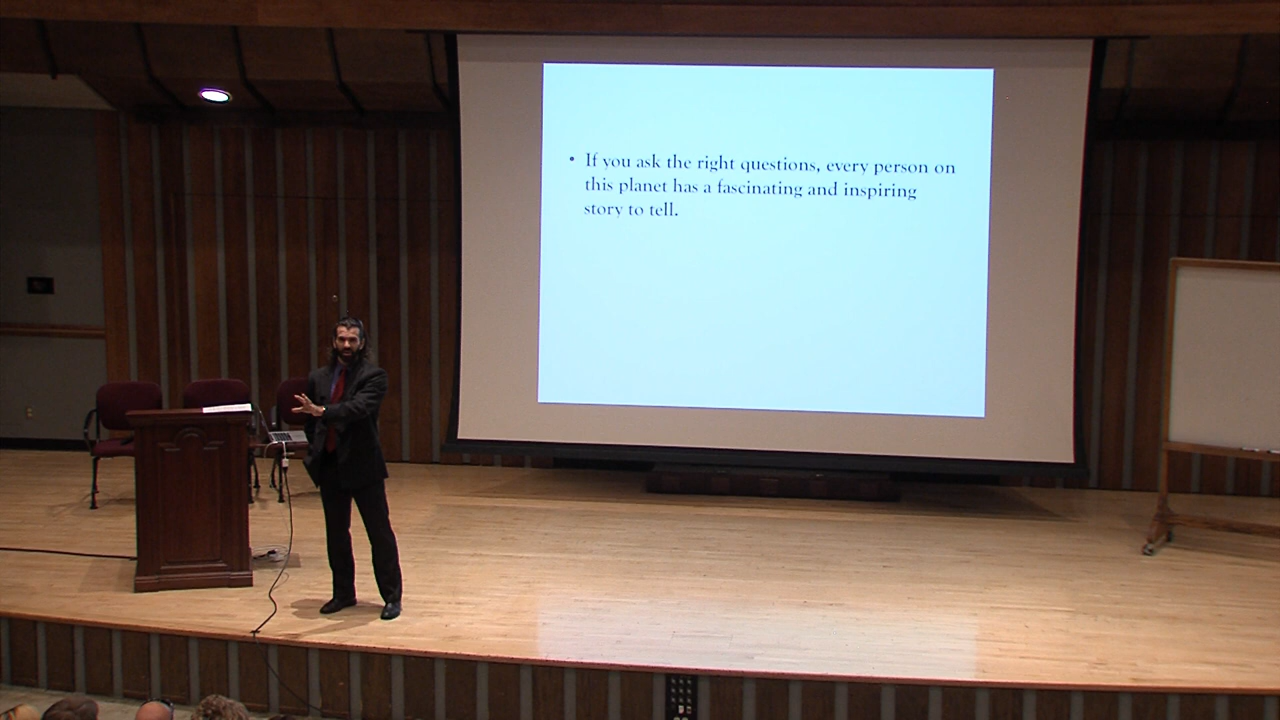 • If you ask the right questions, every person on
this planet has a fascinating and inspiring
story to tell.